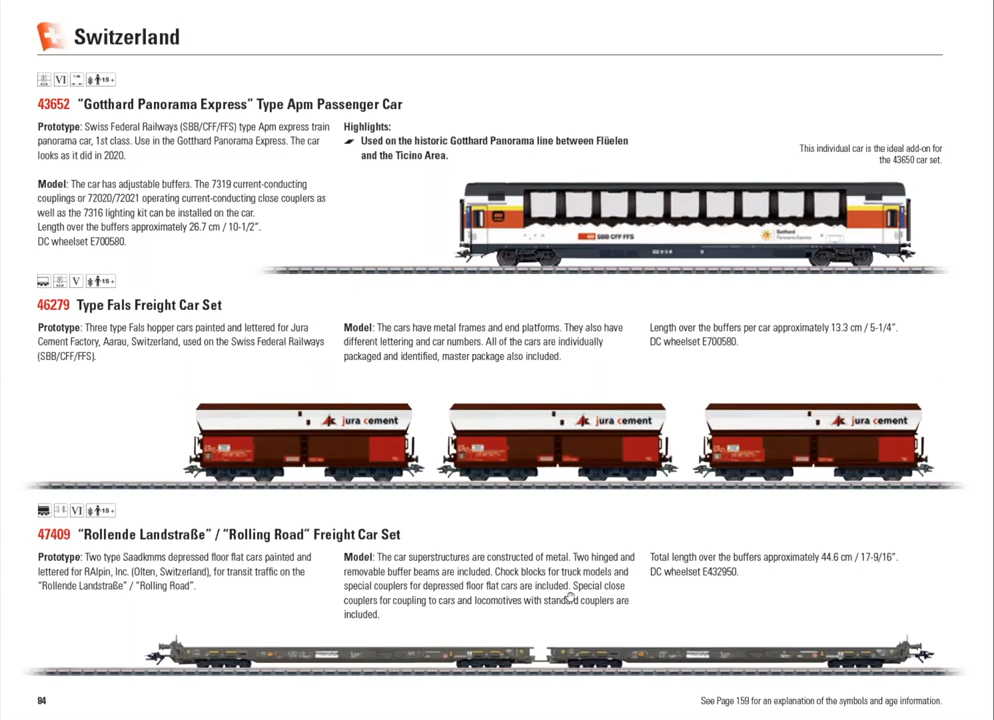 Switzerland
VI 15+
43652 “Gotthard Panorama Express” Type Apm Passenger Car
Prototype: Swiss Federal Railways (SBB/CFF/FFS) type Apm express train
panorama car, 1st class. Use in the Gotthard Panorama Express. The car
looks as it did in 2020.
Model: The car has adjustable buffers. The 7319 current-conducting
couplings or 72020/72021 operating current-conducting close couplers as
well as the 7316 lighting kit can be installed on the car.
Length over the buffers approximately 26.7 cm / 10-1/2”.
DC wheelset E700580.
Highlights:
Used on the historic Gotthard Panorama line between Flüelen
and the Ticino Area.
This individual car is the ideal add-on for
the 43650 car set.
SBB CFF FFS
Gotthard
Panorama Express
V 15+
46279 Type Fals Freight Car Set
Prototype: Three type Fals hopper cars painted and lettered for Jura
Cement Factory, Aarau, Switzerland, used on the Swiss Federal Railways
(SBB/CFF/FFS).
Model: The cars have metal frames and end platforms. They also have
different lettering and car numbers. All of the cars are individually
packaged and identified, master package also included.
Length over the buffers per car approximately 13.3 cm / 5-1/4”.
DC wheelset E700580.
jura cement
jura cement
jura cement
VI 15+
47409 “Rollende Landstraße” / “Rolling Road” Freight Car Set
Prototype: Two type Saadkmms depressed floor flat cars painted and
lettered for RAlpin, Inc. (Olten, Switzerland), for transit traffic on the
“Rollende Landstraße” / “Rolling Road”.
Model: The car superstructures are constructed of metal. Two hinged and
removable buffer beams are included. Chock blocks for truck models and
special couplers for depressed floor flat cars are included. Special close
couplers for coupling to cars and locomotives with standard couplers are
included.
Total length over the buffers approximately 44.6 cm / 17-9/16”.
DC wheelset E432950.
84
See Page 159 for an explanation of the symbols and age information.